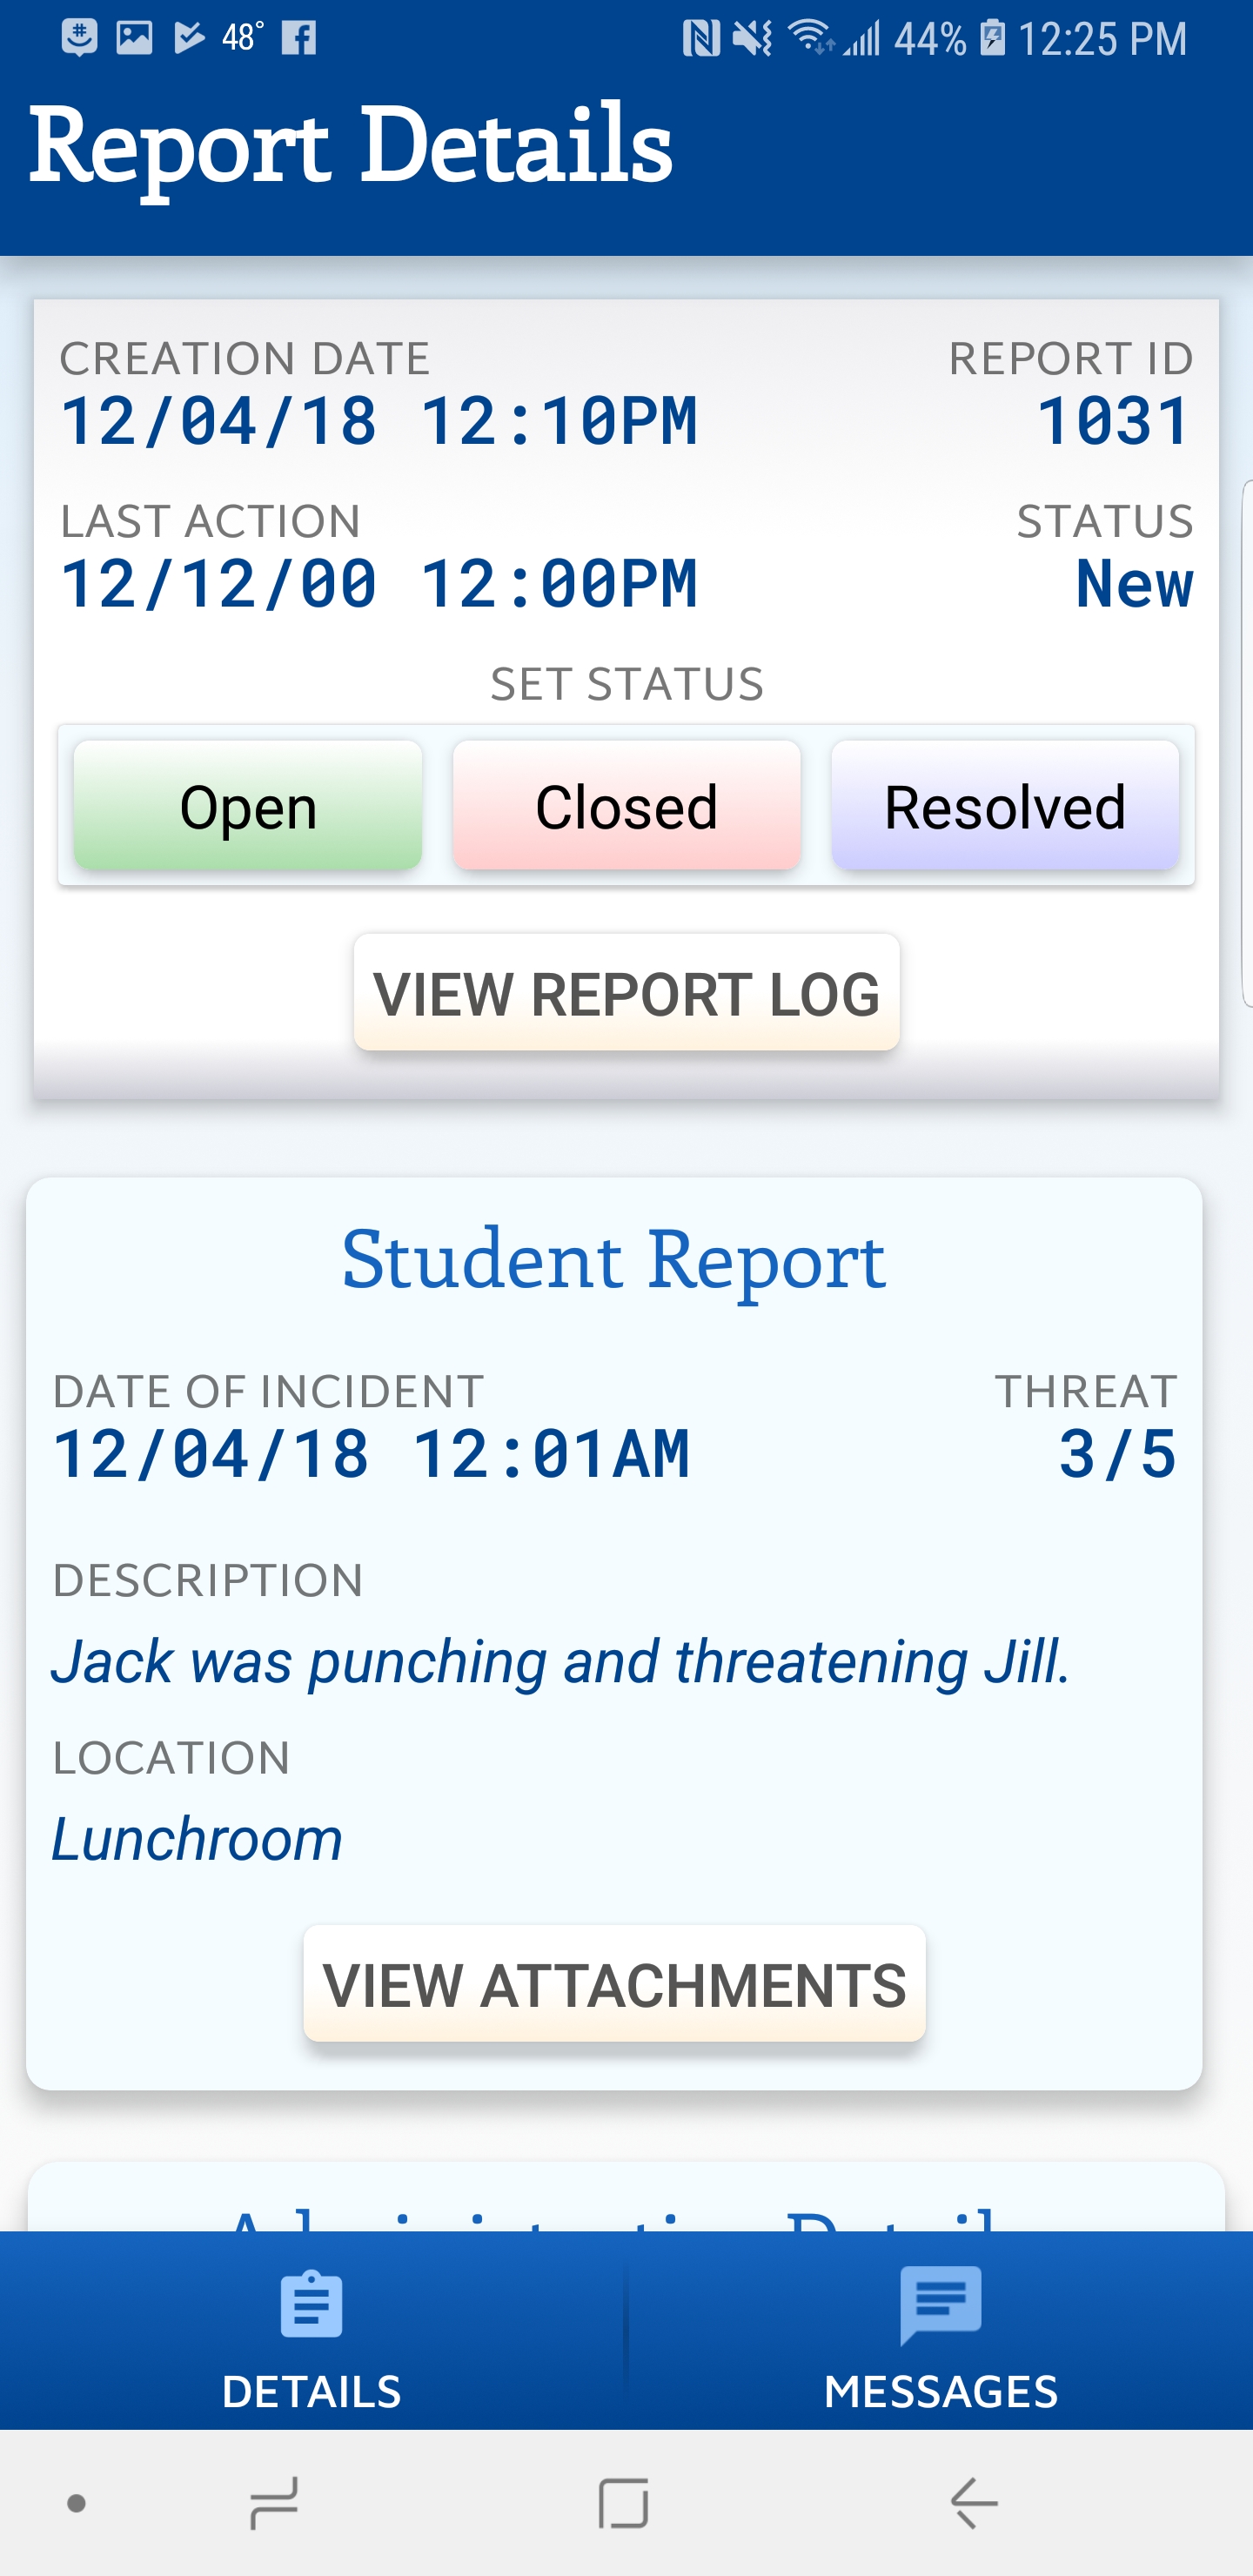 48° 44% 12:25 PM
Report Details
CREATION DATE REPORT ID
12/04/18 12:10PM 1031
LAST ACTION STATUS
12/12/00 12:00PM New
SET STATUS
Open Closed Resolved
VIEW REPORT LOG
Student Report
DATE OF INCIDENT THREAT
12/04/18 12:01AM 3/5
DESCRIPTION
Jack was punching and threatening Jill.
LOCATION
Lunchroom
VIEW ATTACHMENTS
DETAILS MESSAGES